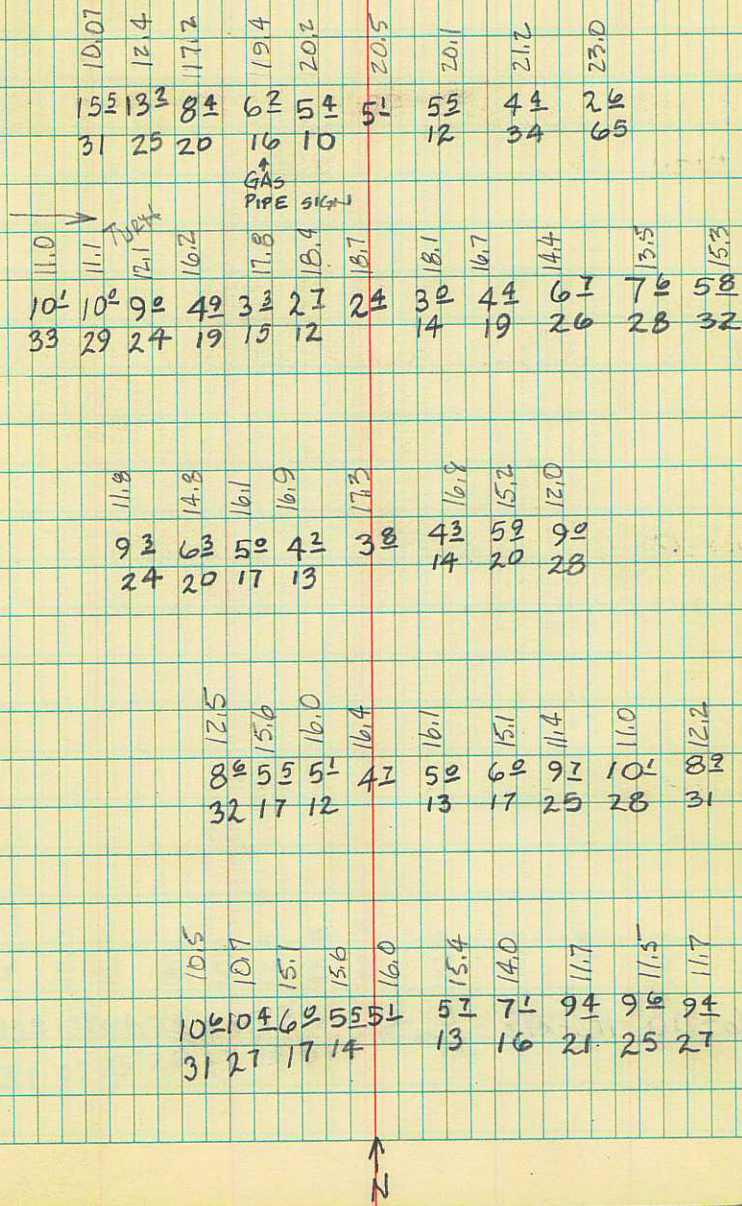 10.07 12.4 17.2 19.4 20.2 20.5 20.1 21.2 23.0
15⁵ 13² 8⁴ 6² 5⁴ 5¹ 5⁵ 4⁴ 2⁶
31 25 20 16 10 12 34 65
GAS
PIPE SIGN
TURN
11.0 11.1 12.1 16.2 17.8 18.4 18.7 18.1 16.7 14.4 13.5 15.3
10¹ 10⁰ 9⁰ 4⁹ 3³ 2⁷ 2⁴ 3⁰ 4⁴ 6⁷ 7⁶ 5⁸
33 29 24 19 15 12 14 19 26 28 32
11.8 14.8 16.1 16.9 17.3 16.8 15.2 12.0
9³ 6³ 5⁰ 4² 3⁸ 4³ 5⁹ 9⁰
24 20 17 13 14 20 28
12.5 15.6 16.0 16.4 16.1 15.1 11.4 11.0 12.2
8⁶ 5⁵ 5¹ 4⁷ 5⁰ 6⁰ 9⁷ 10¹ 8⁹
32 17 12 13 17 25 28 31
10.5 10.7 15.1 15.6 16.0 15.4 14.0 11.7 11.5 11.7
10⁶ 10⁴ 6⁰ 5⁵ 5¹ 5⁷ 7¹ 9⁴ 9⁶ 9⁴
31 27 17 14 13 16 21 25 27
N